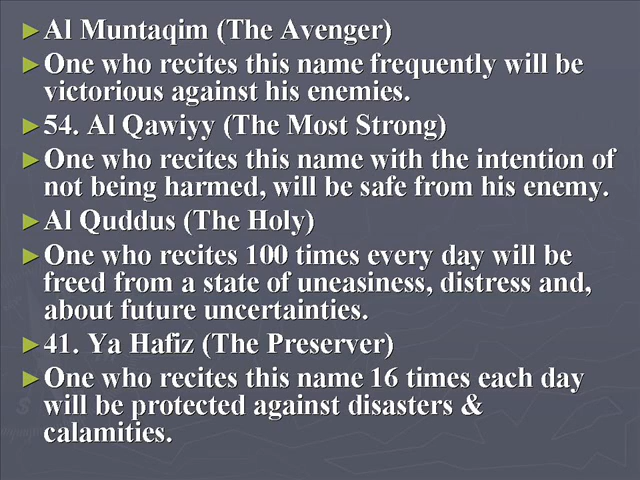 ► Al Muntaqim (The Avenger)
► One who recites this name frequently will be
victorious against his enemies.
► 54. Al Qawiyy (The Most Strong)
► One who recites this name with the intention of
not being harmed, will be safe from his enemy.
► Al Quddus (The Holy)
► One who recites 100 times every day will be
freed from a state of uneasiness, distress and,
about future uncertainties.
► 41. Ya Hafiz (The Preserver)
► One who recites this name 16 times each day
will be protected against disasters &
calamities.